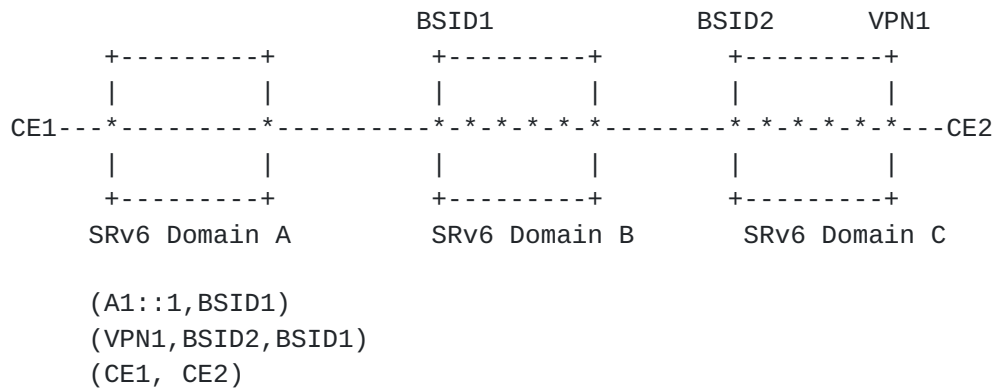 BSID1 BSID2 VPN1
CE1 CE2
SRv6 Domain A SRv6 Domain B SRv6 Domain C
(A1::1,BSID1)
(VPN1,BSID2,BSID1)
(CE1, CE2)